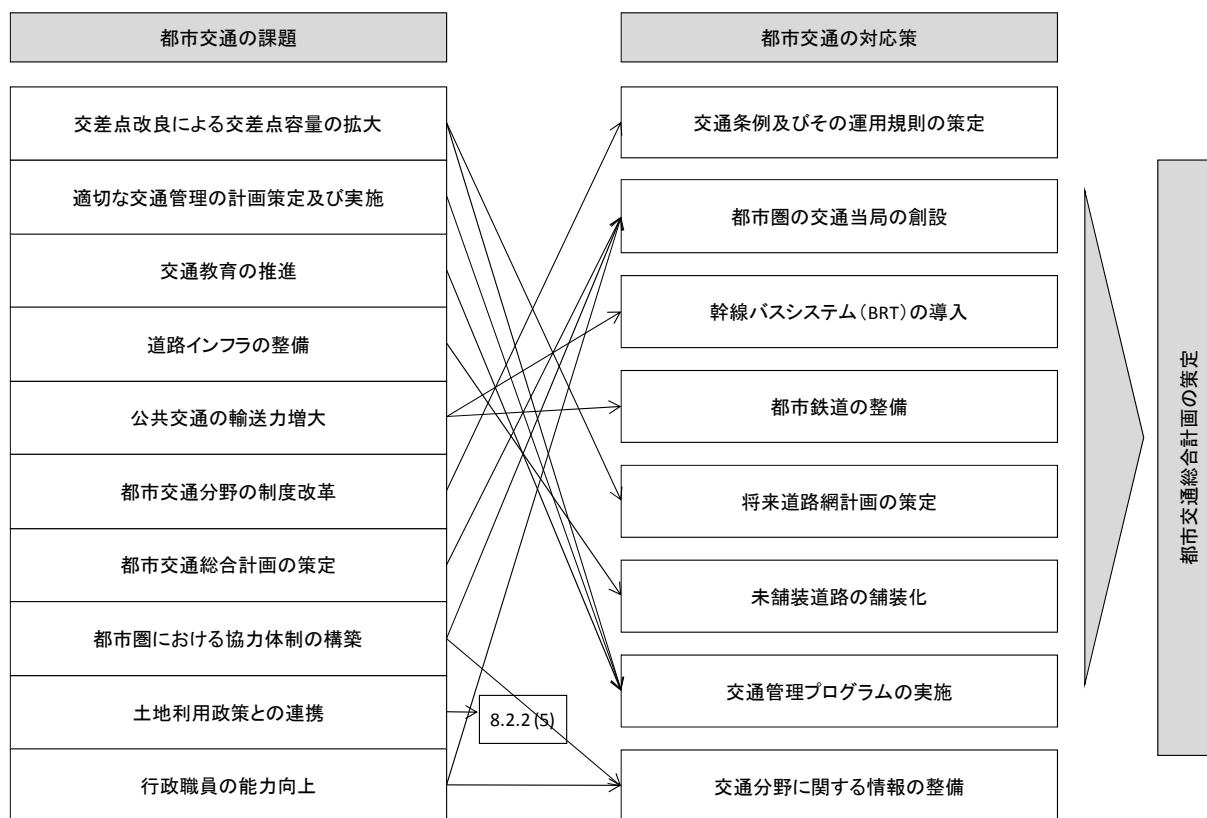 都市交通の課題
交差点改良による交差点容量の拡大
適切な交通管理の計画策定及び実施
交通教育の推進
道路インフラの整備
公共交通の輸送力増大
都市交通分野の制度改革
都市交通総合計画の策定
都市圏における協力体制の構築
土地利用政策との連携
行政職員の能力向上
8.2.2 (5)
都市交通の対応策
交通条例及びその運用規則の策定
都市圏の交通当局の創設
幹線バスシステム（BRT）の導入
都市鉄道の整備
将来道路網計画の策定
未舗装道路の舗装化
交通管理プログラムの実施
交通分野に関する情報の整備
都市交通総合計画の策定